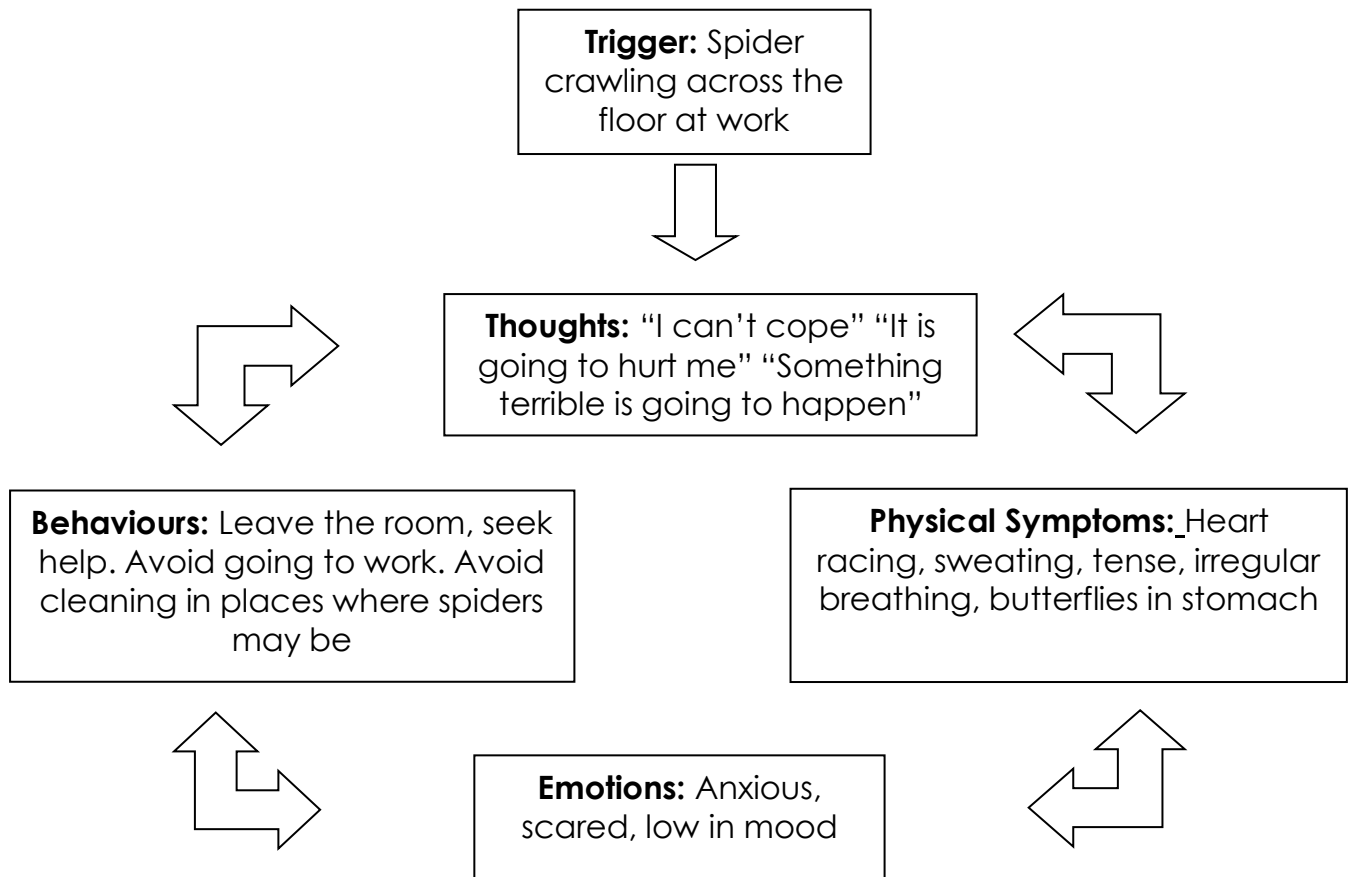 Trigger: Spider
crawling across the
floor at work
Thoughts: “I can’t cope” “It is
going to hurt me” “Something
terrible is going to happen”
Behaviours: Leave the room, seek
help. Avoid going to work. Avoid
cleaning in places where spiders
may be
Physical Symptoms: Heart
racing, sweating, tense, irregular
breathing, butterflies in stomach
Emotions: Anxious,
scared, low in mood